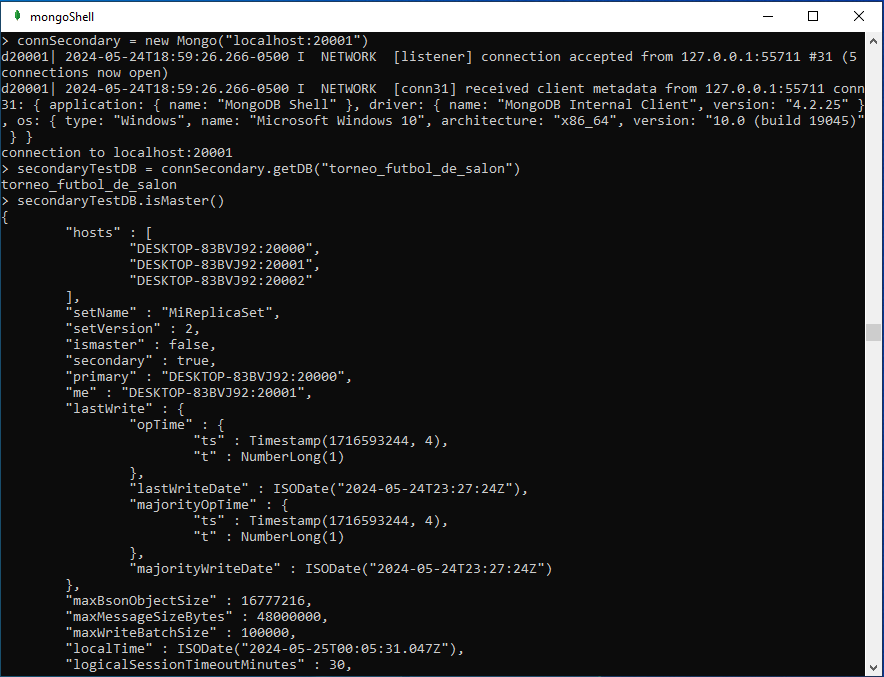 mongoShell
> connSecondary = new Mongo("localhost:20001")
d20001| 2024-05-24T18:59:26.266-0500 I  NETWORK  [listener] connection accepted from 127.0.0.1:55711 #31 (5
connections now open)
d20001| 2024-05-24T18:59:26.266-0500 I  NETWORK  [conn31] received client metadata from 127.0.0.1:55711 conn
31: { application: { name: "MongoDB Shell" }, driver: { name: "MongoDB Internal Client", version: "4.2.25" }
, os: { type: "Windows", name: "Microsoft Windows 10", architecture: "x86_64", version: "10.0 (build 19045)"
 } }
connection to localhost:20001
> secondaryTestDB = connSecondary.getDB("torneo_futbol_de_salon")
torneo_futbol_de_salon
> secondaryTestDB.isMaster()
{
        "hosts" : [
                "DESKTOP-83BVJ92:20000",
                "DESKTOP-83BVJ92:20001",
                "DESKTOP-83BVJ92:20002"
        ],
        "setName" : "MiReplicaSet",
        "setVersion" : 2,
        "ismaster" : false,
        "secondary" : true,
        "primary" : "DESKTOP-83BVJ92:20000",
        "me" : "DESKTOP-83BVJ92:20001",
        "lastWrite" : {
                "opTime" : {
                        "ts" : Timestamp(1716593244, 4),
                        "t" : NumberLong(1)
                },
                "lastWriteDate" : ISODate("2024-05-24T23:27:24Z"),
                "majorityOpTime" : {
                        "ts" : Timestamp(1716593244, 4),
                        "t" : NumberLong(1)
                },
                "majorityWriteDate" : ISODate("2024-05-24T23:27:24Z")
        },
        "maxBsonObjectSize" : 16777216,
        "maxMessageSizeBytes" : 48000000,
        "maxWriteBatchSize" : 100000,
        "localTime" : ISODate("2024-05-25T00:05:31.047Z"),
        "logicalSessionTimeoutMinutes" : 30,